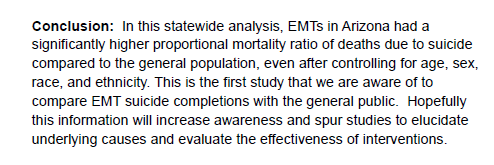 Conclusion:  In this statewide analysis, EMTs in Arizona had a
significantly higher proportional mortality ratio of deaths due to suicide
compared to the general population, even after controlling for age, sex,
race, and ethnicity. This is the first study that we are aware of to
compare EMT suicide completions with the general public.  Hopefully
this information will increase awareness and spur studies to elucidate
underlying causes and evaluate the effectiveness of interventions.